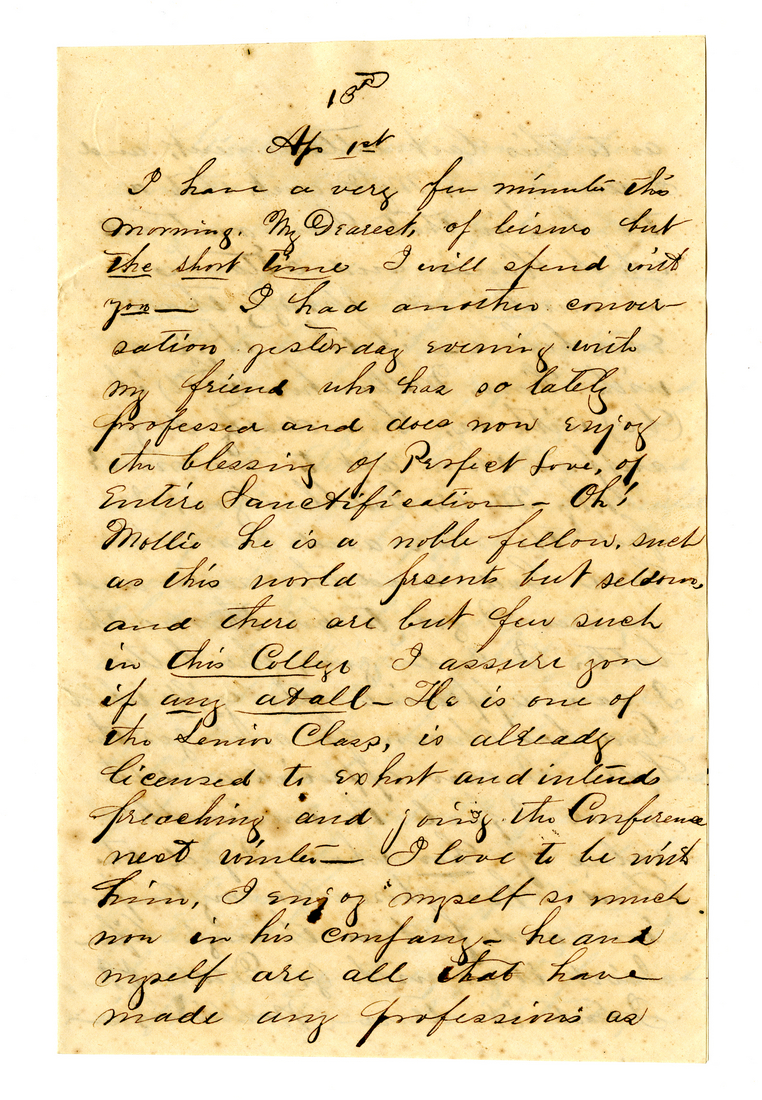 13th
Ap 1st
I have a very few minutes this
morning, My Dearest, of leisure but
the short time I will spend with
you — I had another conver-
sation yesterday evening with
my friend who has so lately
professed and does now enjoy
the blessing of Perfect Love, of
Entire Sanctification — Oh!
Mollie he is a noble fellow, such
as this world presents but seldom,
and there are but few such
in this College I assure you
if any at all — He is one of
the Senior Class, is already
licensed to exhort and intends
preaching and joining the Conference
next winter — I love to be with
him, I enjoy myself so much
now in his company — he and
myself are all that have
made any professions as